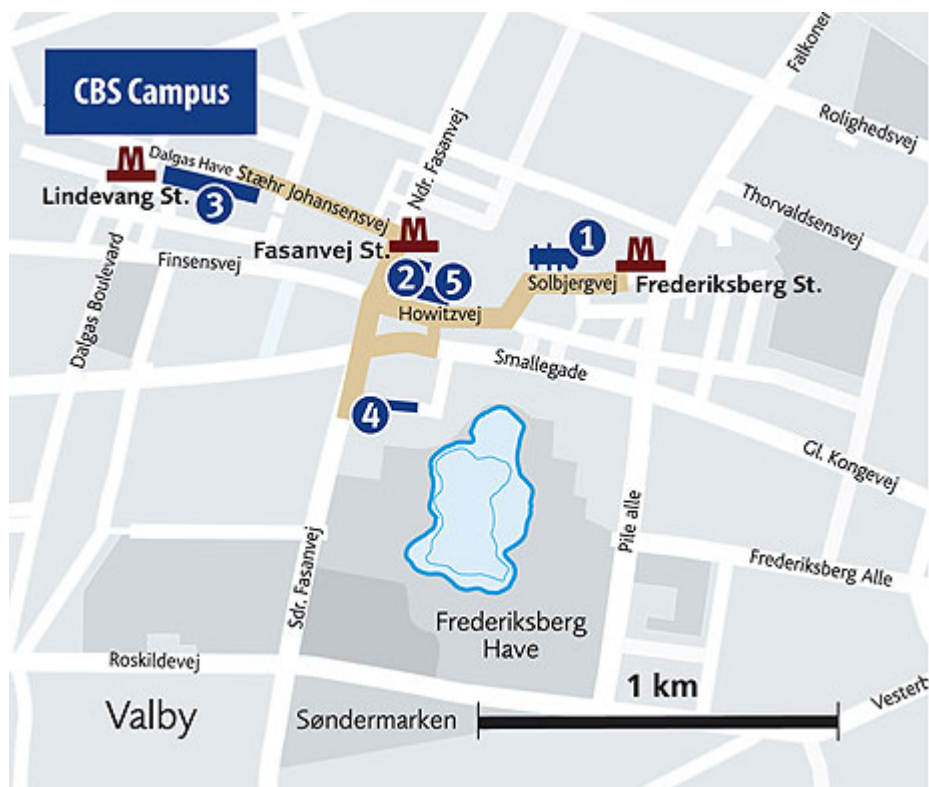 CBS Campus
Falkoner
Rolighedsvej
Ndr. Fasanvej
M
Dalgas Have
Stæhr Johansensvej
Lindevang St.
3
Thorvaldsensvej
M
Fasanvej St.
1
M
Finsensvej
2
5
Solbjergvej
Frederiksberg St.
Dalgas Boulevard
Howitzvej
Smallegade
4
Gl. Kongevej
Pile alle
Sdr. Fasanvej
Frederiksberg Alle
Frederiksberg
Have
Roskildevej
1 km
Vesterb
Valby
Søndermarken